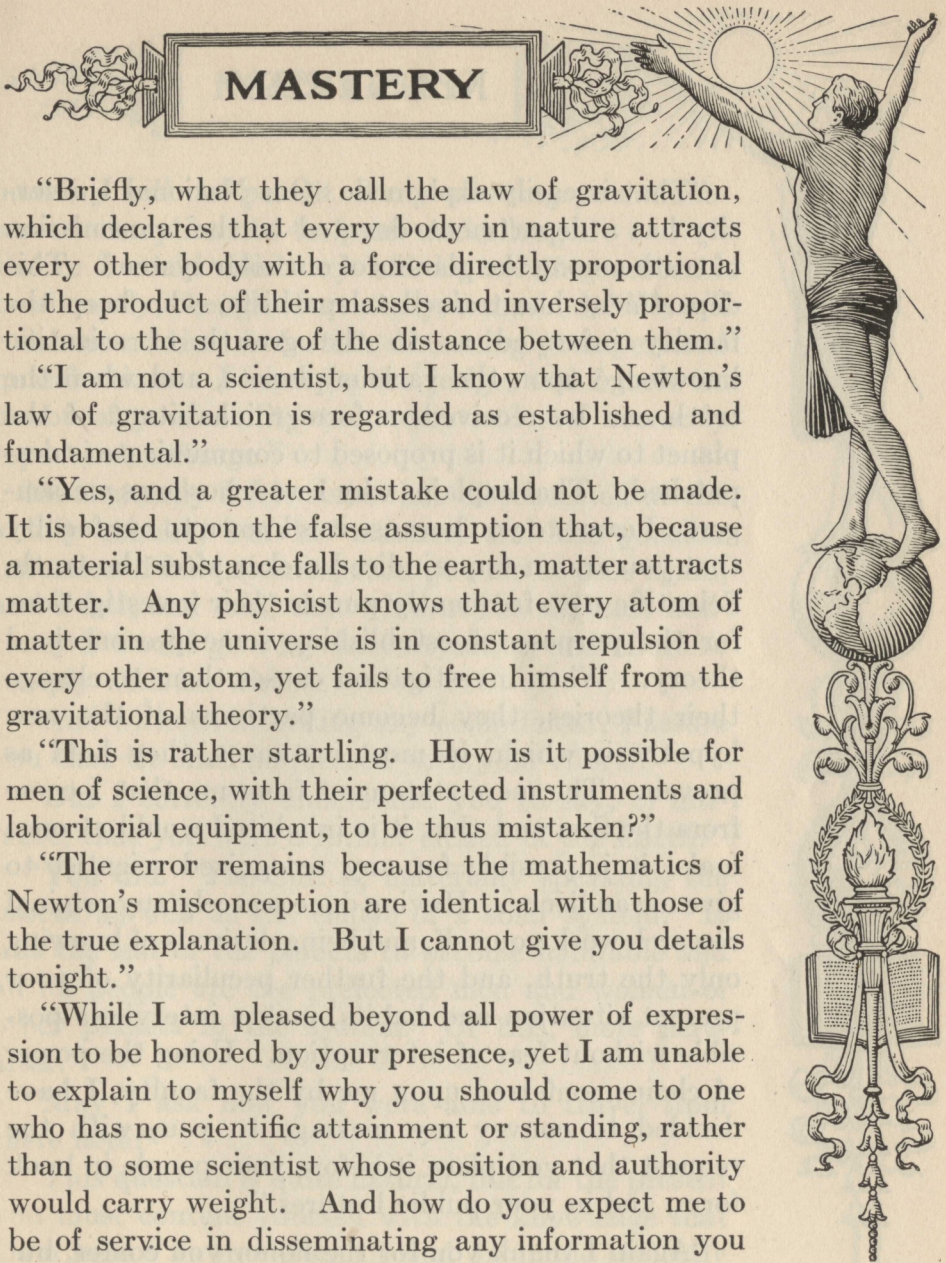 MASTERY
“Briefly, what they call the law of gravitation,
which declares that every body in nature attracts
every other body with a force directly proportional
to the product of their masses and inversely propor-
tional to the square of the distance between them.”
“I am not a scientist, but I know that Newton’s
law of gravitation is regarded as established and
fundamental.”
“Yes, and a greater mistake could not be made.
It is based upon the false assumption that, because
a material substance falls to the earth, matter attracts
matter. Any physicist knows that every atom of
matter in the universe is in constant repulsion of
every other atom, yet fails to free himself from the
gravitational theory.”
“This is rather startling. How is it possible for
men of science, with their perfected instruments and
laboritorial equipment, to be thus mistaken?”
“The error remains because the mathematics of
Newton’s misconception are identical with those of
the true explanation. But I cannot give you details
tonight.”
“While I am pleased beyond all power of expres-
sion to be honored by your presence, yet I am unable
to explain to myself why you should come to one
who has no scientific attainment or standing, rather
than to some scientist whose position and authority
would carry weight. And how do you expect me to
be of service in disseminating any information you